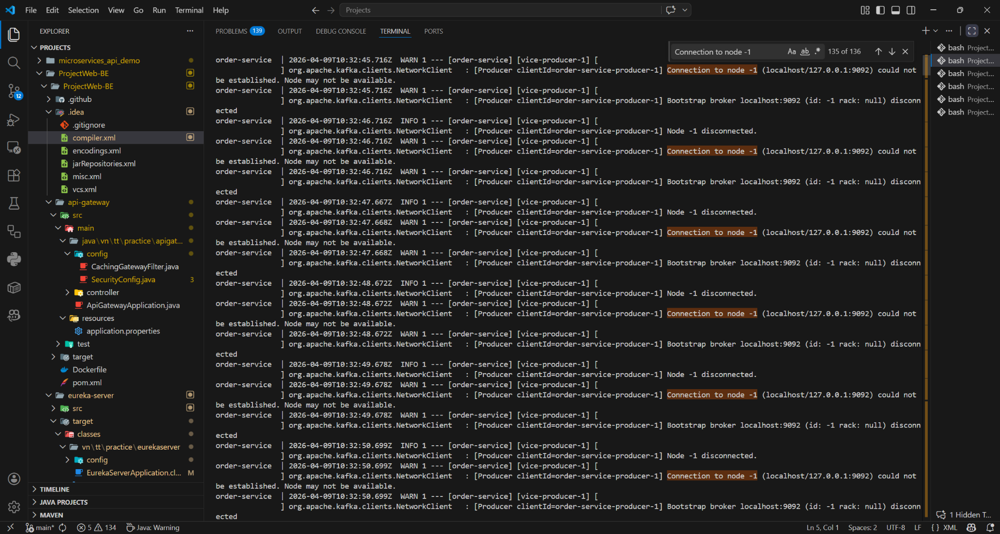 File Edit Selection View Go Run Terminal Help
Projects
EXPLORER
PROJECTS
microservices_api_demo
ProjectWeb-BE
ProjectWeb-BE
.github
.idea
.gitignore
compiler.xml
encodings.xml
jarRepositories.xml
misc.xml
vcs.xml
api-gateway
src
main
java\vn\tt\practice\apigat...
config
CachingGatewayFilter.java
SecurityConfig.java 3
controller
ApiGatewayApplication.java
resources
application.properties
test
target
Dockerfile
pom.xml
eureka-server
src
target
classes
vn\tt\practice\eurekaserver
config
EurekaServerApplication.cl... M
TIMELINE
JAVA PROJECTS
MAVEN
12
PROBLEMS 139 OUTPUT DEBUG CONSOLE TERMINAL PORTS
Connection to node -1 Aa ab .* 135 of 136
order-service | 2026-04-09T10:32:45.716Z WARN 1 --- [order-service] [vice-producer-1] [
] org.apache.kafka.clients.NetworkClient : [Producer clientId=order-service-producer-1] Connection to node -1 (localhost/127.0.0.1:9092) could not
be established. Node may not be available.
order-service | 2026-04-09T10:32:45.716Z WARN 1 --- [order-service] [vice-producer-1] [
] org.apache.kafka.clients.NetworkClient : [Producer clientId=order-service-producer-1] Bootstrap broker localhost:9092 (id: -1 rack: null) disconn
ected
order-service | 2026-04-09T10:32:46.716Z INFO 1 --- [order-service] [vice-producer-1] [
] org.apache.kafka.clients.NetworkClient : [Producer clientId=order-service-producer-1] Node -1 disconnected.
order-service | 2026-04-09T10:32:46.716Z WARN 1 --- [order-service] [vice-producer-1] [
] org.apache.kafka.clients.NetworkClient : [Producer clientId=order-service-producer-1] Connection to node -1 (localhost/127.0.0.1:9092) could not
be established. Node may not be available.
order-service | 2026-04-09T10:32:46.716Z WARN 1 --- [order-service] [vice-producer-1] [
] org.apache.kafka.clients.NetworkClient : [Producer clientId=order-service-producer-1] Bootstrap broker localhost:9092 (id: -1 rack: null) disconn
ected
order-service | 2026-04-09T10:32:47.667Z INFO 1 --- [order-service] [vice-producer-1] [
] org.apache.kafka.clients.NetworkClient : [Producer clientId=order-service-producer-1] Node -1 disconnected.
order-service | 2026-04-09T10:32:47.668Z WARN 1 --- [order-service] [vice-producer-1] [
] org.apache.kafka.clients.NetworkClient : [Producer clientId=order-service-producer-1] Connection to node -1 (localhost/127.0.0.1:9092) could not
be established. Node may not be available.
order-service | 2026-04-09T10:32:47.668Z WARN 1 --- [order-service] [vice-producer-1] [
] org.apache.kafka.clients.NetworkClient : [Producer clientId=order-service-producer-1] Bootstrap broker localhost:9092 (id: -1 rack: null) disconn
ected
order-service | 2026-04-09T10:32:48.672Z INFO 1 --- [order-service] [vice-producer-1] [
] org.apache.kafka.clients.NetworkClient : [Producer clientId=order-service-producer-1] Node -1 disconnected.
order-service | 2026-04-09T10:32:48.672Z WARN 1 --- [order-service] [vice-producer-1] [
] org.apache.kafka.clients.NetworkClient : [Producer clientId=order-service-producer-1] Connection to node -1 (localhost/127.0.0.1:9092) could not
be established. Node may not be available.
order-service | 2026-04-09T10:32:48.672Z WARN 1 --- [order-service] [vice-producer-1] [
] org.apache.kafka.clients.NetworkClient : [Producer clientId=order-service-producer-1] Bootstrap broker localhost:9092 (id: -1 rack: null) disconn
ected
order-service | 2026-04-09T10:32:49.678Z INFO 1 --- [order-service] [vice-producer-1] [
] org.apache.kafka.clients.NetworkClient : [Producer clientId=order-service-producer-1] Node -1 disconnected.
order-service | 2026-04-09T10:32:49.678Z WARN 1 --- [order-service] [vice-producer-1] [
] org.apache.kafka.clients.NetworkClient : [Producer clientId=order-service-producer-1] Connection to node -1 (localhost/127.0.0.1:9092) could not
be established. Node may not be available.
order-service | 2026-04-09T10:32:49.678Z WARN 1 --- [order-service] [vice-producer-1] [
] org.apache.kafka.clients.NetworkClient : [Producer clientId=order-service-producer-1] Bootstrap broker localhost:9092 (id: -1 rack: null) disconn
ected
order-service | 2026-04-09T10:32:50.699Z INFO 1 --- [order-service] [vice-producer-1] [
] org.apache.kafka.clients.NetworkClient : [Producer clientId=order-service-producer-1] Node -1 disconnected.
order-service | 2026-04-09T10:32:50.699Z WARN 1 --- [order-service] [vice-producer-1] [
] org.apache.kafka.clients.NetworkClient : [Producer clientId=order-service-producer-1] Connection to node -1 (localhost/127.0.0.1:9092) could not
be established. Node may not be available.
order-service | 2026-04-09T10:32:50.699Z WARN 1 --- [order-service] [vice-producer-1] [
] org.apache.kafka.clients.NetworkClient : [Producer clientId=order-service-producer-1] Bootstrap broker localhost:9092 (id: -1 rack: null) disconn
ected
bash Project...
bash Project...
bash Project...
bash Project...
bash Project...
bash Project...
1 Hidden T...
main* 5 134 Java: Warning Ln 5, Col 1 Spaces: 2 UTF-8 LF { } XML